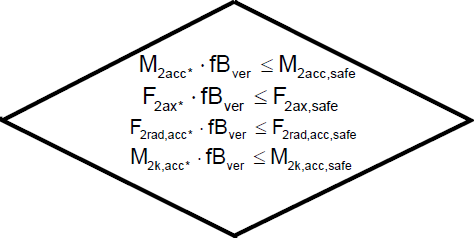 M2acc* · fBver ≤ M2acc,safe
F2ax* · fBver ≤ F2ax,safe
F2rad,acc* · fBver ≤ F2rad,acc,safe
M2k,acc* · fBver ≤ M2k,acc,safe